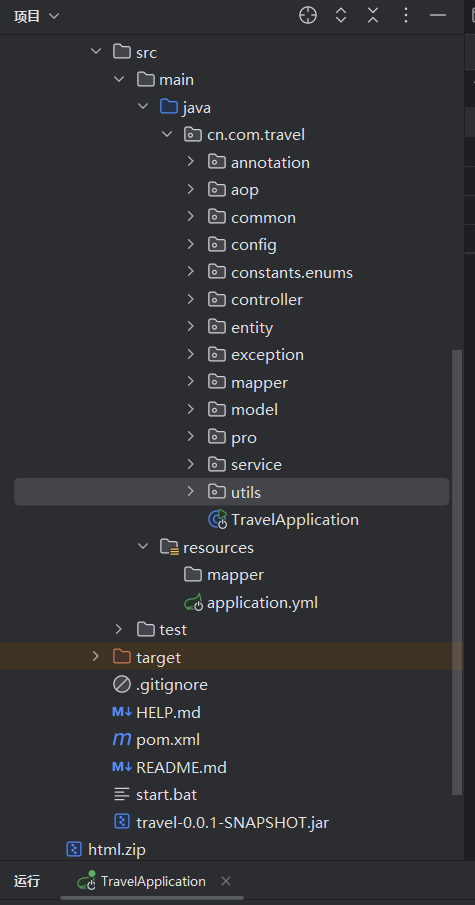 项目
src
main
java
cn.com.travel
annotation
aop
common
config
constants.enums
controller
entity
exception
mapper
model
pro
service
utils
TravelApplication
resources
mapper
application.yml
test
target
.gitignore
M↓ HELP.md
m pom.xml
M↓ README.md
start.bat
travel-0.0.1-SNAPSHOT.jar
html.zip
运行 TravelApplication